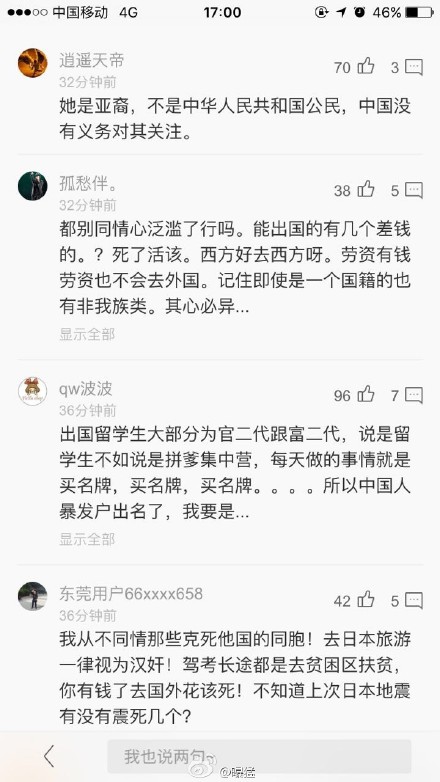 中国移动 4G 17:00 46%
逍遥天帝 70 3
32分钟前
她是亚裔，不是中华人民共和国公民，中国没
有义务对其关注。
孤愁伴。 38 5
32分钟前
都别同情心泛滥了行吗。能出国的有几个差钱
的。？死了活该。西方好去西方呀。劳资有钱
劳资也不会去外国。记住即使是一个国籍的也
有非我族类。其心必异...
显示全部
qw波波 96 7
36分钟前
出国留学生大部分为官二代跟富二代，说是留
学生不如说是拼爹集中营，每天做的事情就是
买名牌，买名牌，买名牌。。。。所以中国人
暴发户出名了，我要是...
显示全部
东莞用户66xxxx658 42 5
36分钟前
我从不同情那些克死他国的同胞！去日本旅游
一律视为汉奸！驾考长途都是去贫困区扶贫，
你有钱了去国外花该死！不知道上次日本地震
有没有震死几个？
我也说两句~